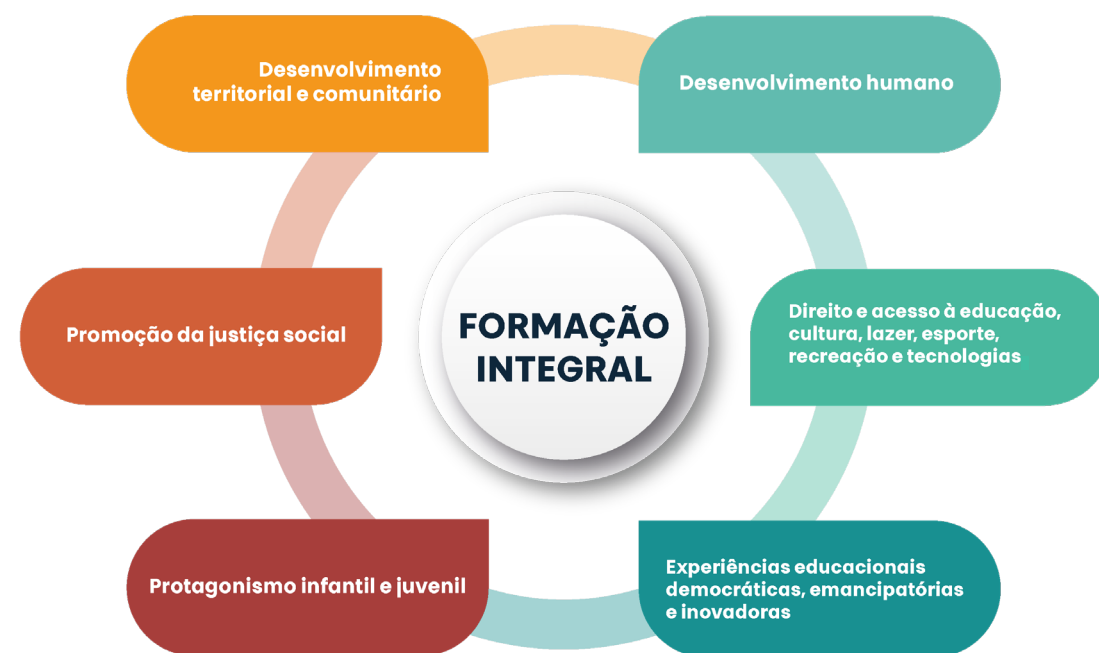 Desenvolvimento
territorial e comunitário
Desenvolvimento humano
Promoção da justiça social
FORMAÇÃO
INTEGRAL
Direito e acesso à educação,
cultura, lazer, esporte,
recreação e tecnologias
Protagonismo infantil e juvenil
Experiências educacionais
democráticas, emancipatórias
e inovadoras